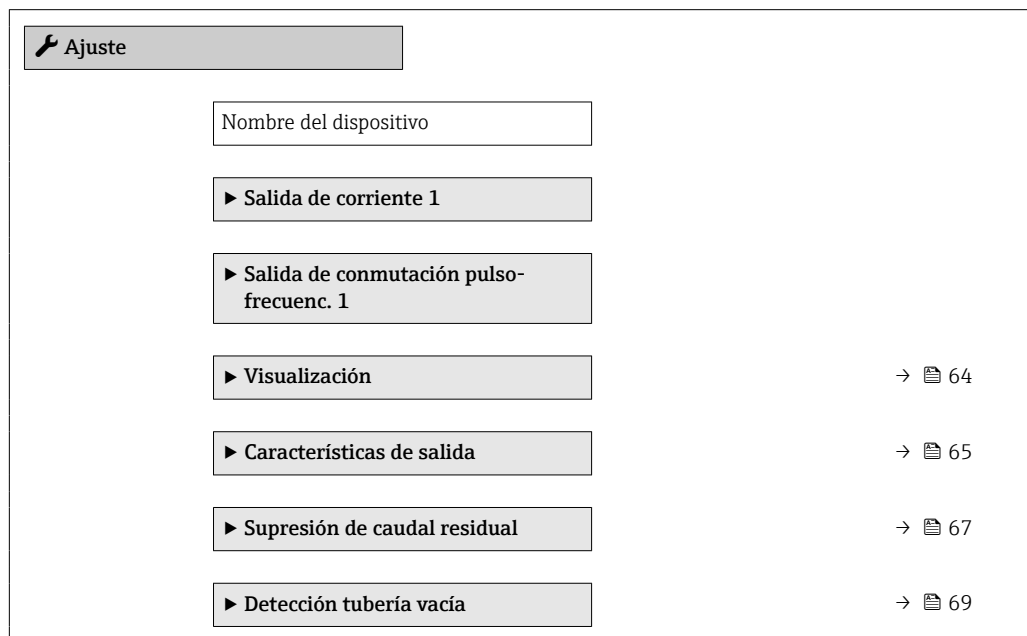 Ajuste
Nombre del dispositivo
▶ Salida de corriente 1
▶ Salida de conmutación pulso-
frecuenc. 1
▶ Visualización → 64
▶ Características de salida → 65
▶ Supresión de caudal residual → 67
▶ Detección tubería vacía → 69